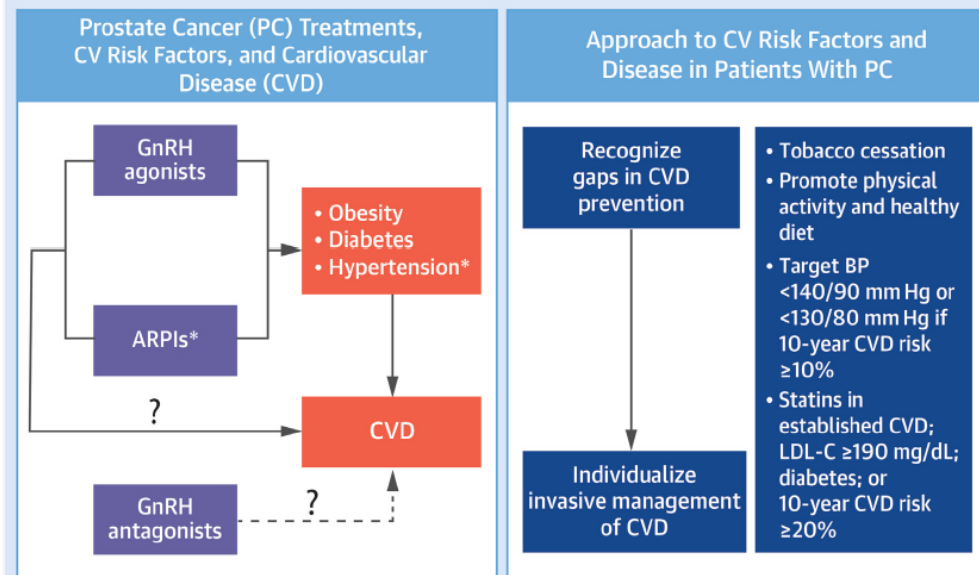 Prostate Cancer (PC) Treatments,
CV Risk Factors, and Cardiovascular
Disease (CVD)
GnRH
agonists
• Obesity
• Diabetes
• Hypertension*
ARPIs*
?
CVD
GnRH
antagonists
?
Approach to CV Risk Factors and
Disease in Patients With PC
Recognize
gaps in CVD
prevention
Individualize
invasive management
of CVD
• Tobacco cessation
• Promote physical
activity and healthy
diet
• Target BP
<140/90 mm Hg or
<130/80 mm Hg if
10-year CVD risk
≥10%
• Statins in
established CVD;
LDL-C ≥190 mg/dL;
diabetes; or
10-year CVD risk
≥20%